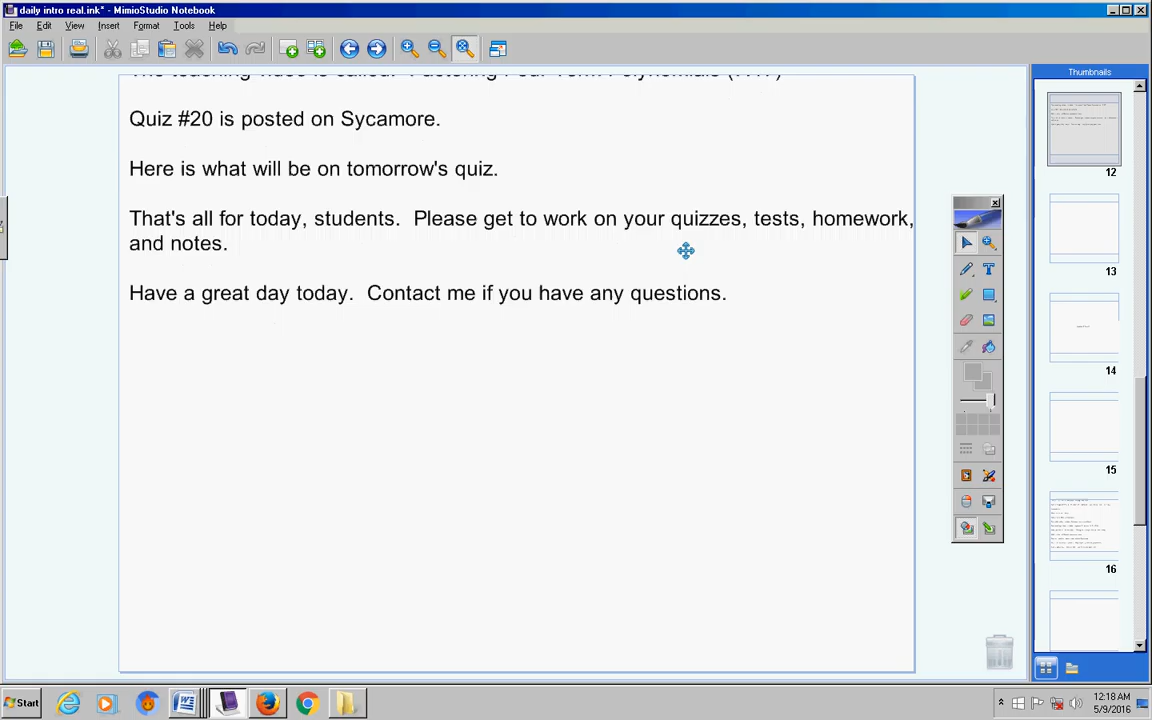 daily intro real.ink* - MimioStudio Notebook
File Edit View Insert Format Tools Help
Quiz #20 is posted on Sycamore.
Here is what will be on tomorrow's quiz.
That's all for today, students. Please get to work on your quizzes, tests, homework,
and notes.
Have a great day today. Contact me if you have any questions.
Thumbnails
12
13
14
15
16
Start
12:18 AM
5/9/2016